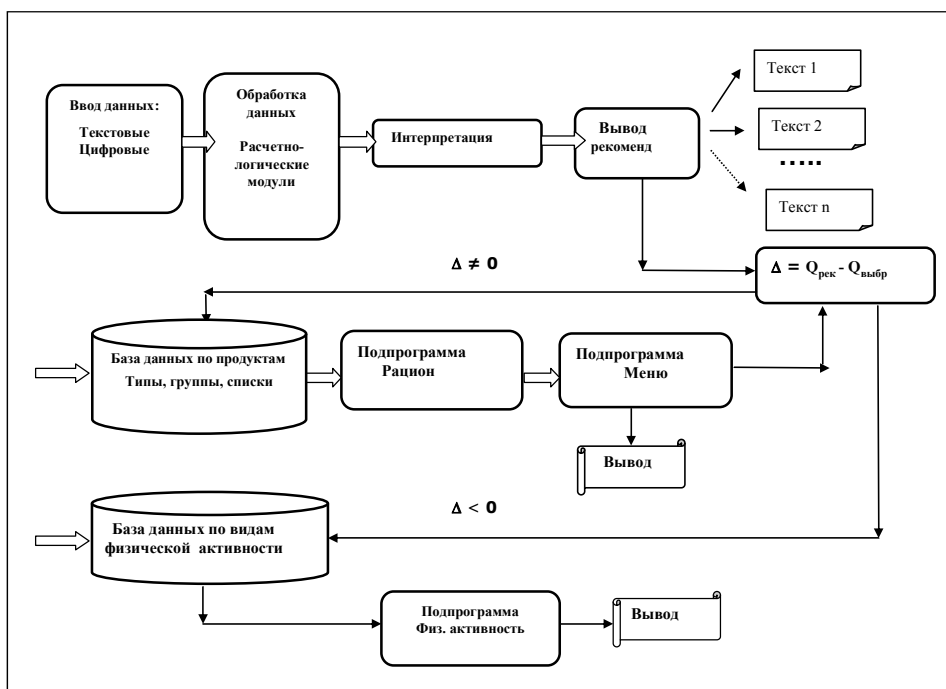 Ввод данных:
Текстовые
Цифровые
Обработка
данных
Расчетно-
логические
модули
Интерпретация
Вывод
рекоменд
Текст 1
Текст 2
.....
Текст n
Δ ≠ 0
Δ = Qрек - Qвыбр
База данных по продуктам
Типы, группы, списки
Подпрограмма
Рацион
Подпрограмма
Меню
Вывод
Δ < 0
База данных по видам
физической активности
Подпрограмма
Физ. активность
Вывод